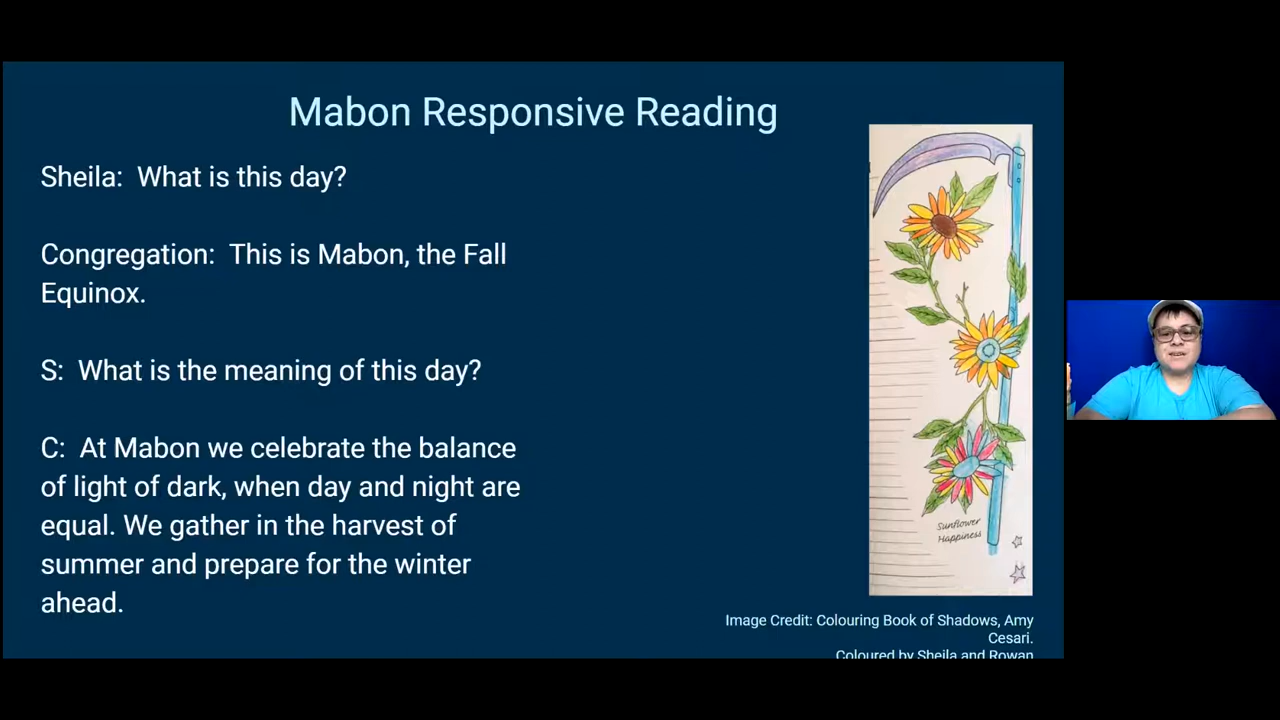 Mabon Responsive Reading
Sheila:  What is this day?
Congregation:  This is Mabon, the Fall
Equinox.
S:  What is the meaning of this day?
C:  At Mabon we celebrate the balance
of light of dark, when day and night are
equal. We gather in the harvest of
summer and prepare for the winter
ahead.
Sunflower
Happiness
Image Credit: Colouring Book of Shadows, Amy
Cesari.
Coloured by Sheila and Rowan